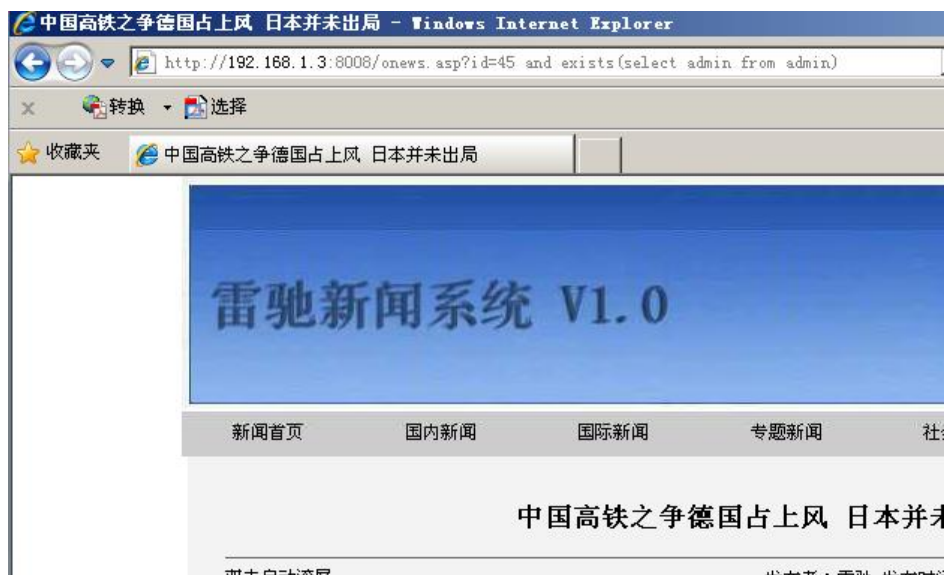 中国高铁之争德国占上风 日本并未出局 - Windows Internet Explorer
http://192.168.1.3:8008/onews.asp?id=45 and exists(select admin from admin)
x 转换 选择
收藏夹 中国高铁之争德国占上风 日本并未出局
雷驰新闻系统 V1.0
新闻首页 国内新闻 国际新闻 专题新闻 社
中国高铁之争德国占上风 日本并未